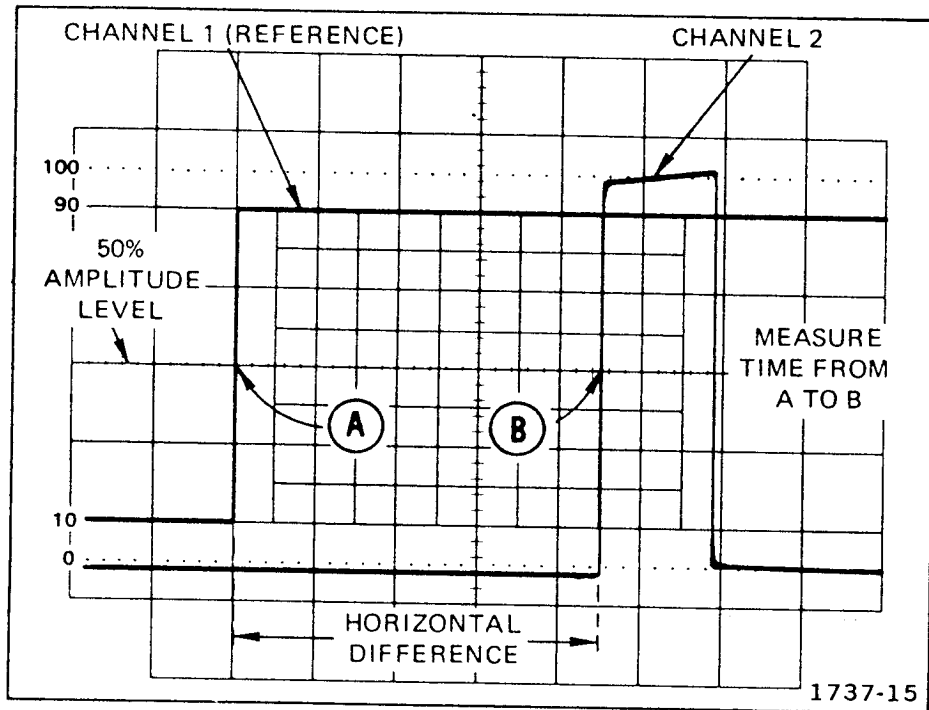 CHANNEL 1 (REFERENCE)
CHANNEL 2
100
90
50%
AMPLITUDE
LEVEL
MEASURE
TIME FROM
A TO B
A
B
10
0
HORIZONTAL
DIFFERENCE
1737-15